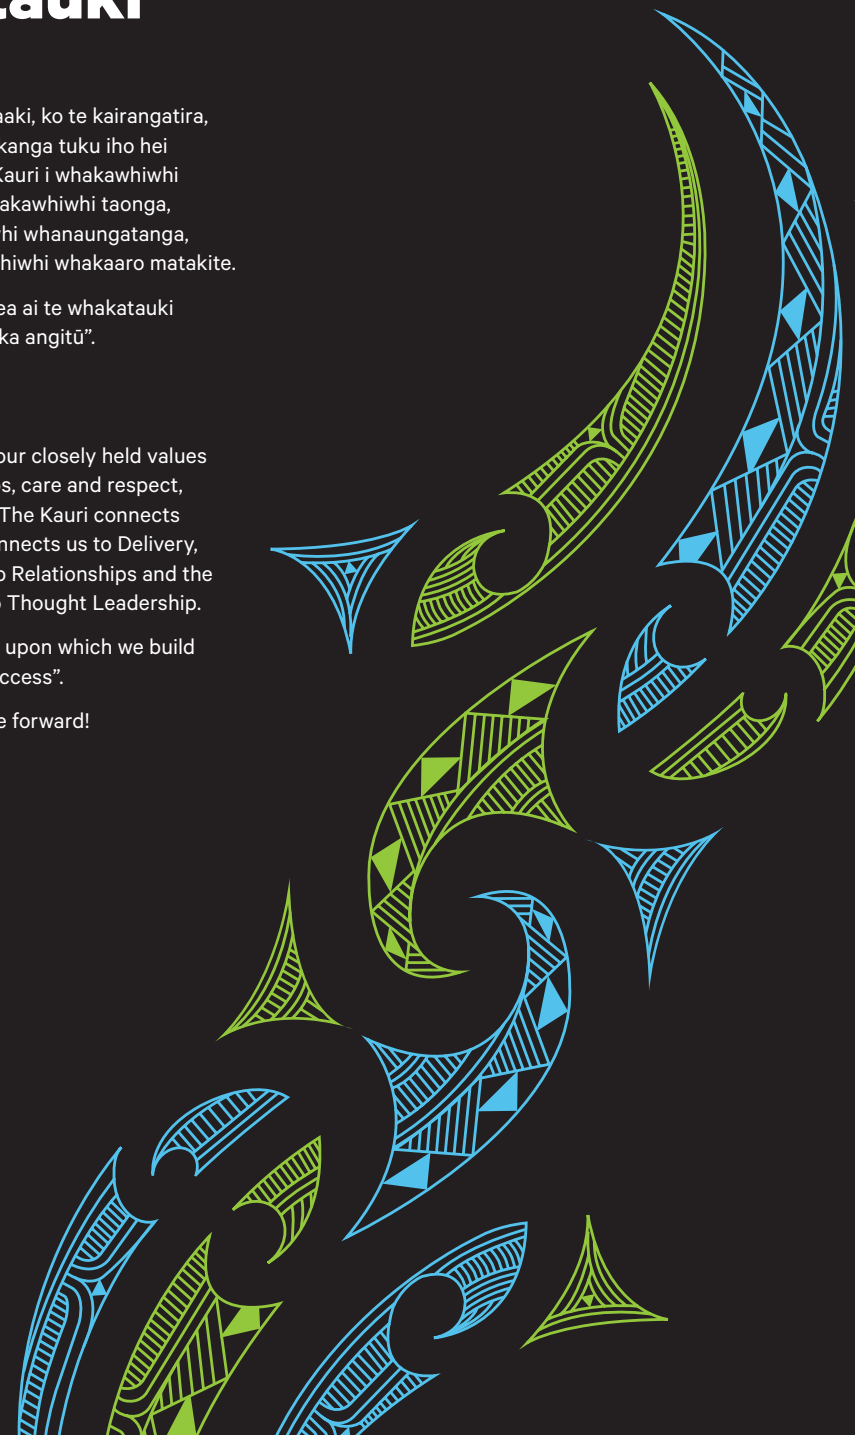 tauki
aaki, ko te kairangatira,
kanga tuku iho hei
Kauri i whakawhiwhi
akawhiwhi taonga,
hi whanaungatanga,
hiwhi whakaaro matakite.
ea ai te whakatauki
ka angitū”.
our closely held values
s, care and respect,
The Kauri connects
nnects us to Delivery,
o Relationships and the
o Thought Leadership.
upon which we build
ccess”.
e forward!